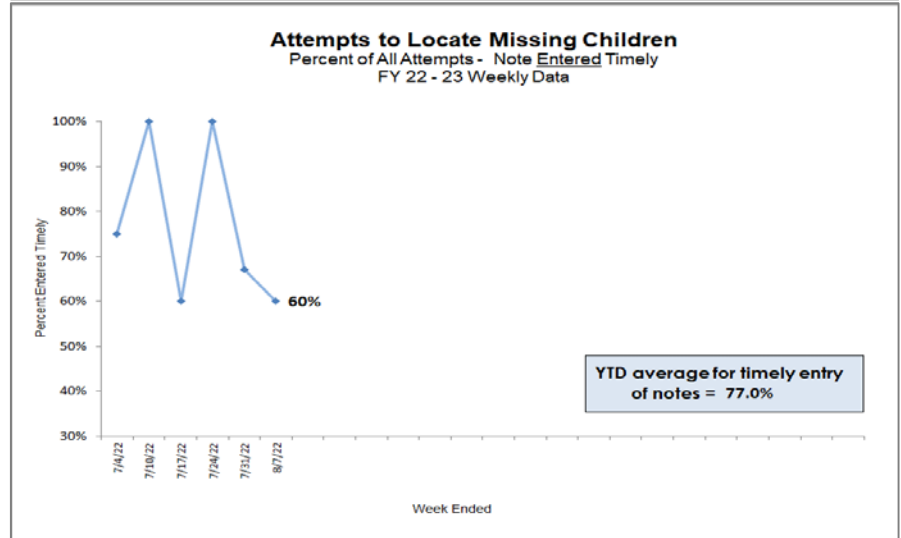 Attempts to Locate Missing Children
Percent of All Attempts - Note Entered Timely
FY 22 - 23 Weekly Data
100%
90%
80%
70%
60%
50%
40%
30%
Percent Entered Timely
60%
YTD average for timely entry
of notes = 77.0%
7/4/22
7/10/22
7/17/22
7/24/22
7/31/22
8/7/22
Week Ended